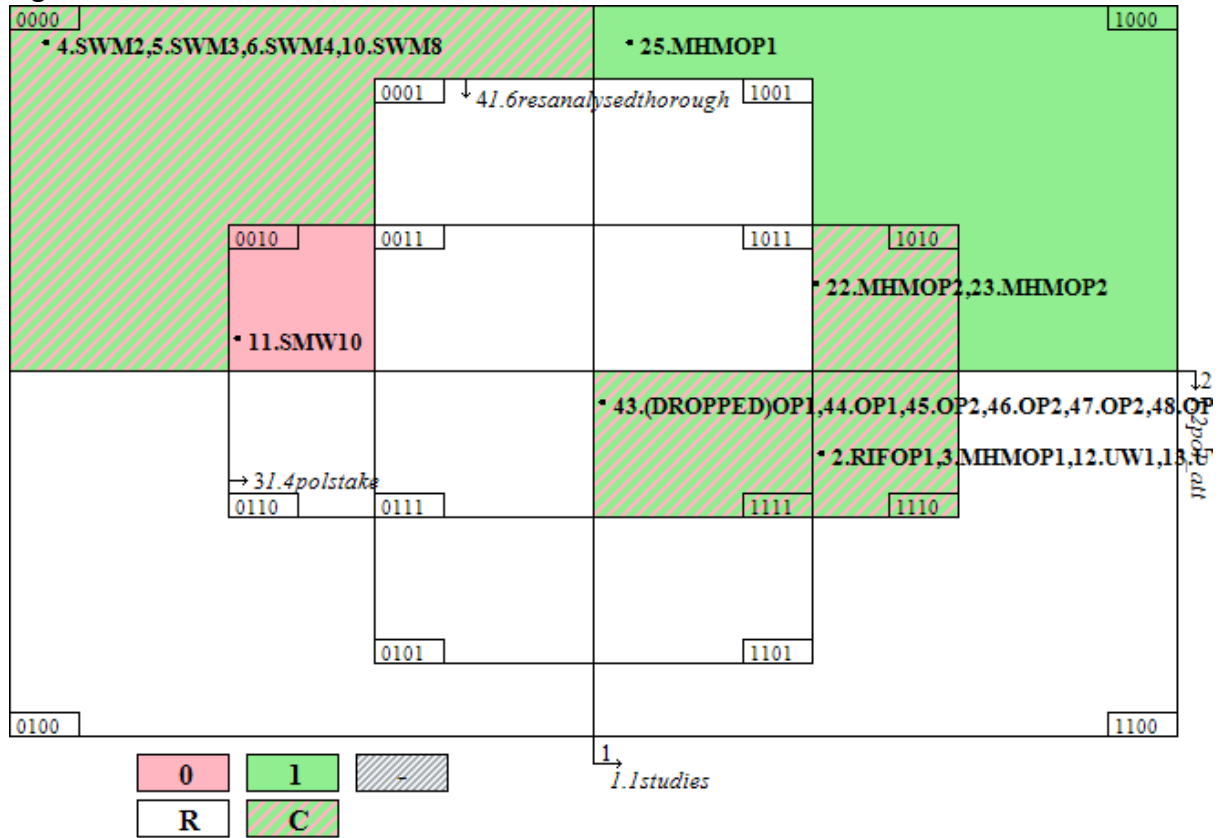 0000
1000
4.SWM2,5.SWM3,6.SWM4,10.SWM8
25.MHMOP1
0001
41.6resanalysedthorough
1001
0010
0011
1011
1010
22.MHMOP2,23.MHMOP2
11.SMW10
2
43.(DROPPED)OP1,44.OP1,45.OP2,46.OP2,47.OP2,48.OP
2.RIFOP1,3.MHMOP1,12.UW1,13.U
31.4polstake
0110
0111
1111
1110
0101
1101
0100
1100
1
1.1studies
0
1
-
R
C